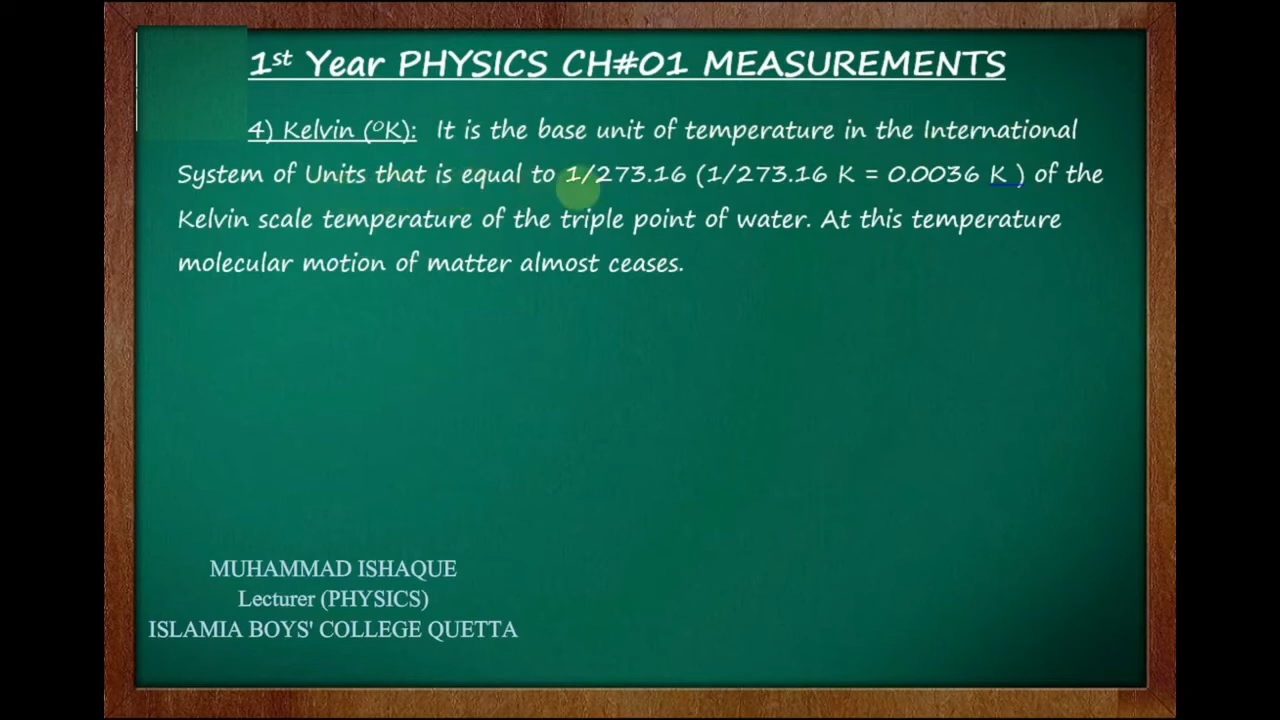 1st Year PHYSICS CH#01 MEASUREMENTS
4) Kelvin (°K): It is the base unit of temperature in the International
System of Units that is equal to 1/273.16 (1/273.16 K = 0.0036 K ) of the
Kelvin scale temperature of the triple point of water. At this temperature
molecular motion of matter almost ceases.
MUHAMMAD ISHAQUE
Lecturer (PHYSICS)
ISLAMIA BOYS' COLLEGE QUETTA